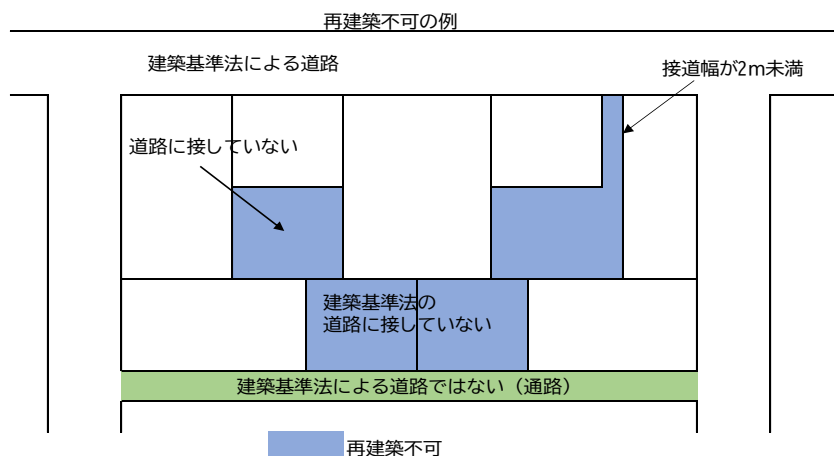 再建築不可の例
建築基準法による道路
接道幅が2m未満
道路に接していない
建築基準法の
道路に接していない
建築基準法による道路ではない（通路）
再建築不可